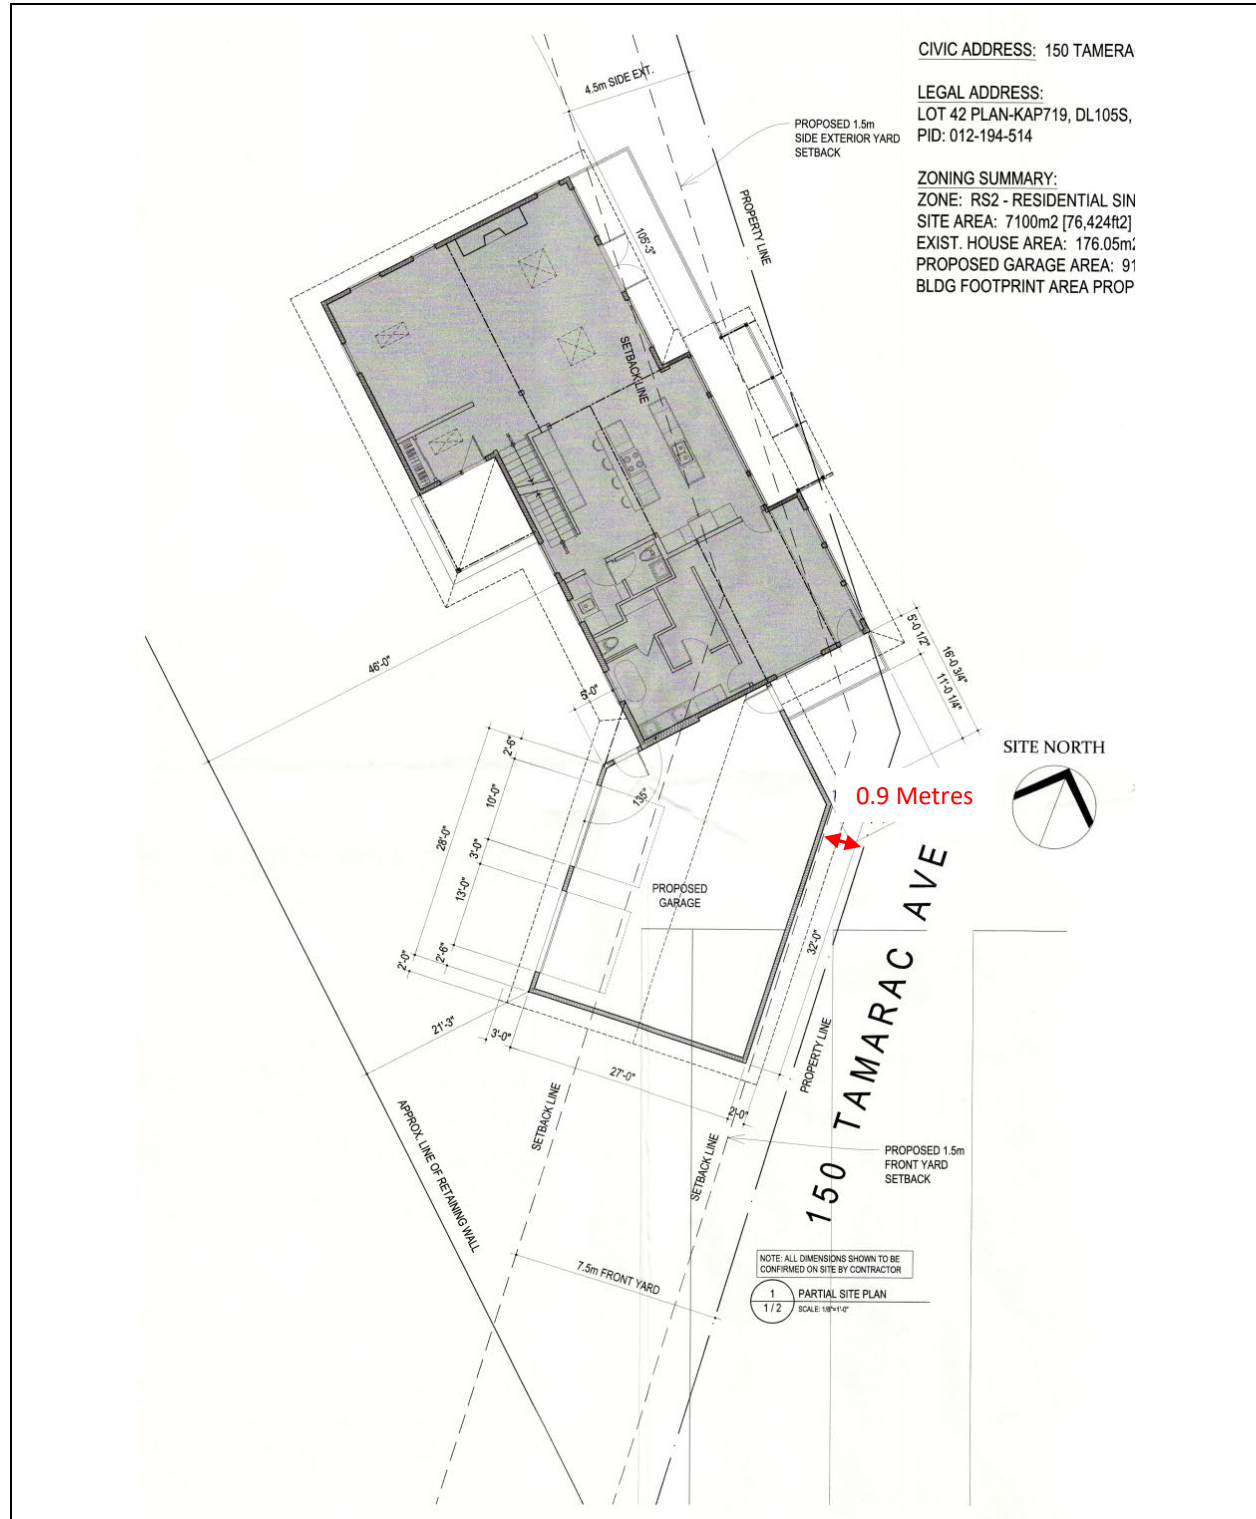 CIVIC ADDRESS: 150 TAMERA
LEGAL ADDRESS:
LOT 42 PLAN-KAP719, DL105S,
PID: 012-194-514
ZONING SUMMARY:
ZONE: RS2 - RESIDENTIAL SIN
SITE AREA: 7100m2 [76,424ft2]
EXIST. HOUSE AREA: 176.05m2
PROPOSED GARAGE AREA: 91
BLDG FOOTPRINT AREA PROP
4.5m SIDE EXT.
PROPOSED 1.5m
SIDE EXTERIOR YARD
SETBACK
PROPERTY LINE
105'-3"
SETBACK LINE
46'-0"
5'-0 1/2"
16'-0 3/4"
11'-0 1/4"
SITE NORTH
2'-6"
10'-0"
28'-0"
3'-0"
13'-0"
2'-6"
2'-0"
135°
0.9 Metres
PROPOSED
GARAGE
32'-0"
21'-3"
3'-0"
27'-0"
2'-0"
PROPERTY LINE
150 TAMARAC AVE
APPROX. LINE OF RETAINING WALL
SETBACK LINE
SETBACK LINE
PROPOSED 1.5m
FRONT YARD
SETBACK
7.5m FRONT YARD
NOTE: ALL DIMENSIONS SHOWN TO BE
CONFIRMED ON SITE BY CONTRACTOR
1
1 / 2
PARTIAL SITE PLAN
SCALE: 1/8"=1'-0"